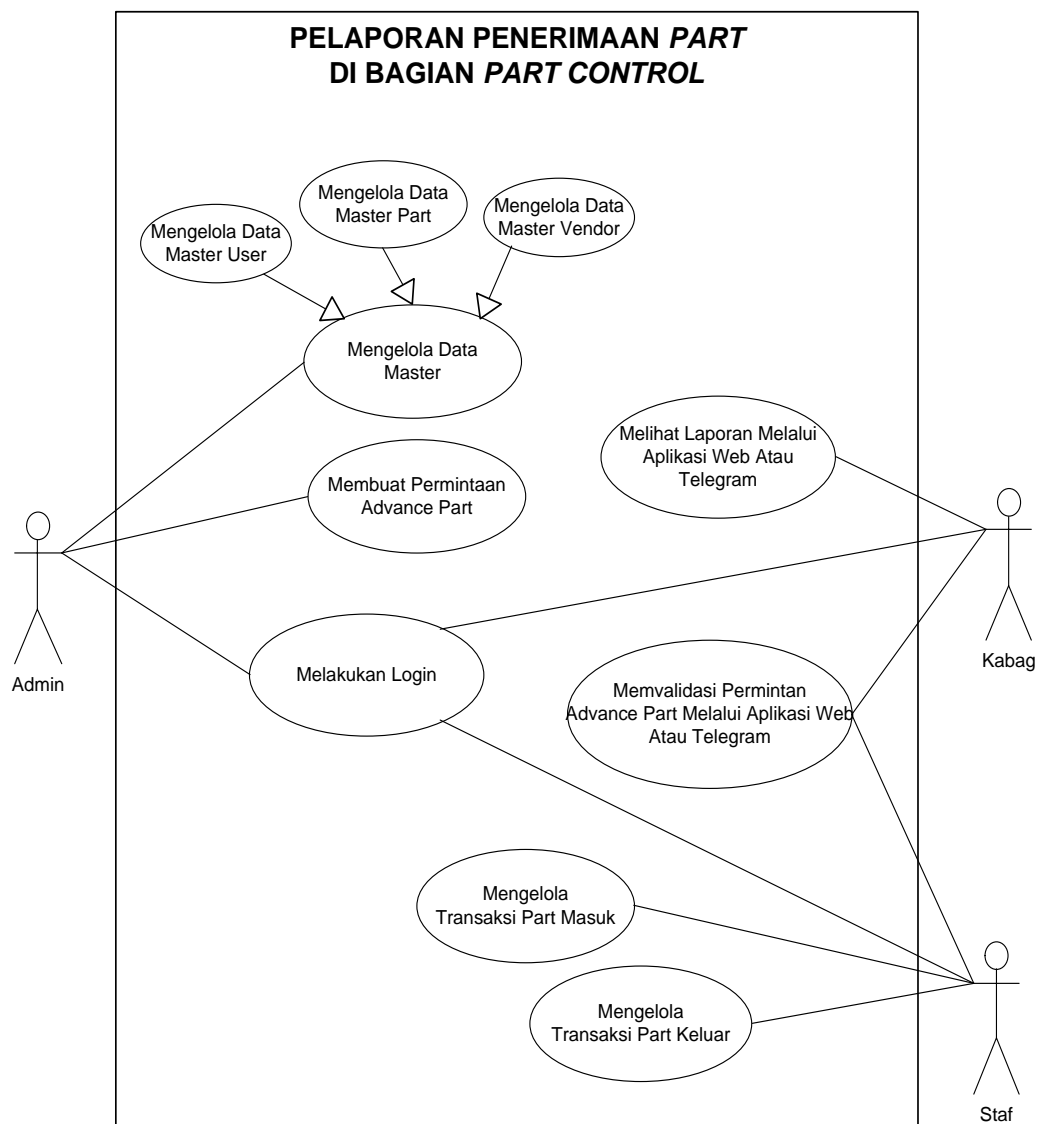 PELAPORAN PENERIMAAN PART
DI BAGIAN PART CONTROL
Mengelola Data
Master Part
Mengelola Data
Master Vendor
Mengelola Data
Master User
Mengelola Data
Master
Melihat Laporan Melalui
Aplikasi Web Atau
Telegram
Membuat Permintaan
Advance Part
Admin
Kabag
Melakukan Login
Memvalidasi Permintan
Advance Part Melalui Aplikasi Web
Atau Telegram
Mengelola
Transaksi Part Masuk
Mengelola
Transaksi Part Keluar
Staf